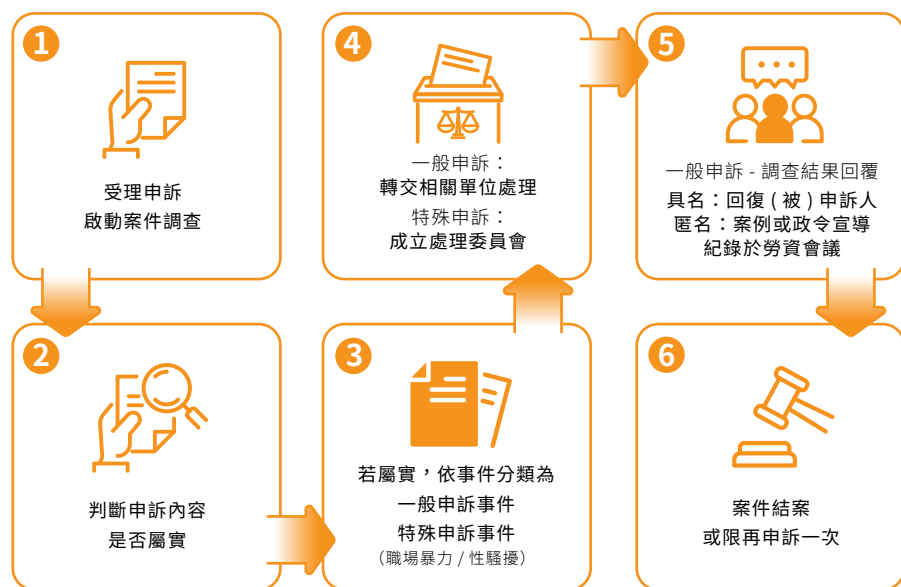 1
受理申訴
啟動案件調查
2
判斷申訴內容
是否屬實
3
若屬實，依事件分類為
一般申訴事件
特殊申訴事件
（職場暴力 / 性騷擾）
4
一般申訴：
轉交相關單位處理
特殊申訴：
成立處理委員會
5
一般申訴 - 調查結果回覆
具名：回復 ( 被 ) 申訴人
匿名：案例或政令宣導
紀錄於勞資會議
6
案件結案
或限再申訴一次